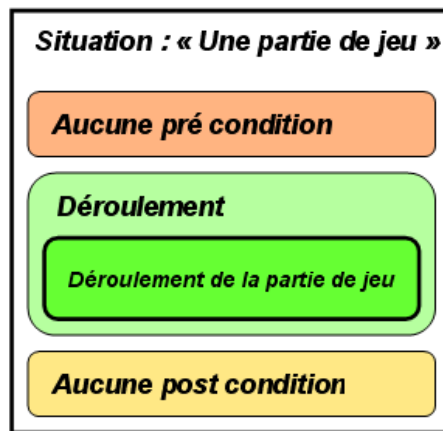 Situation : « Une partie de jeu »
Aucune pré condition
Déroulement
Déroulement de la partie de jeu
Aucune post condition